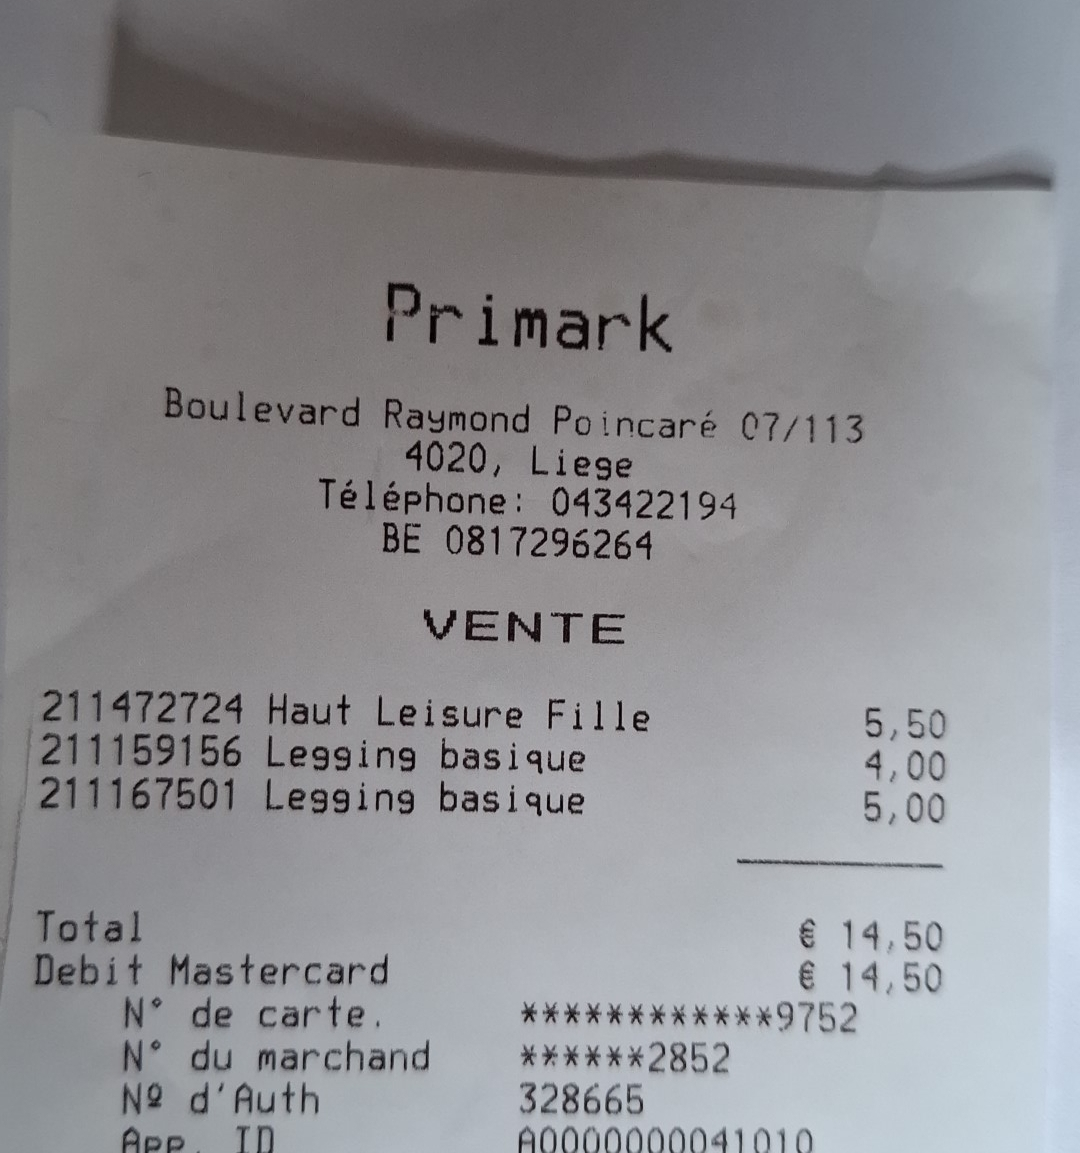 Primark
Boulevard Raymond Poincaré 07/113
4020, Liege
Téléphone: 043422194
BE 0817296264
VENTE
211472724 Haut Leisure Fille 5,50
211159156 Legging basique 4,00
211167501 Legging basique 5,00
Total € 14,50
Debit Mastercard € 14,50
N° de carte. ************9752
N° du marchand ******2852
Nº d'Auth 328665
App. ID A0000000041010